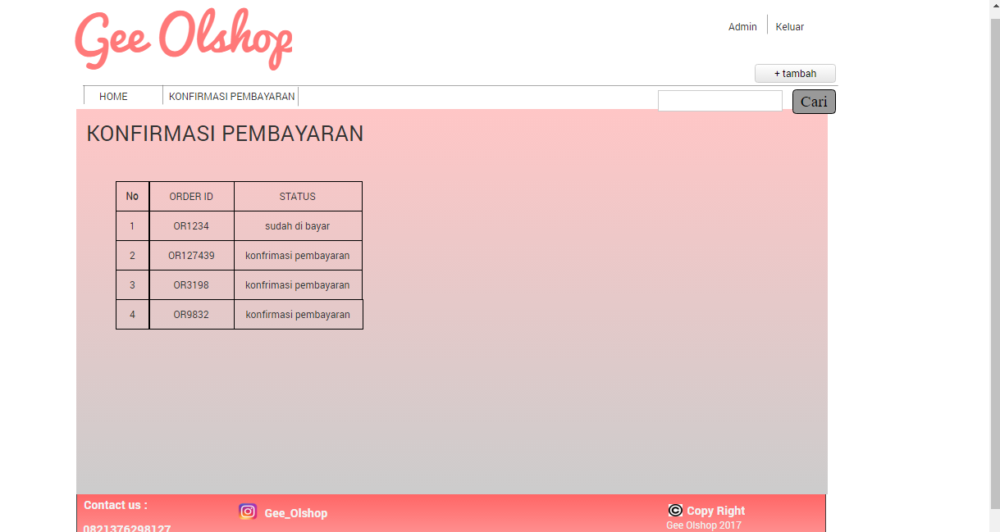 Gee Olshop
Admin Keluar
+ tambah
HOME KONFIRMASI PEMBAYARAN
Cari
KONFIRMASI PEMBAYARAN
No ORDER ID STATUS
1 OR1234 sudah di bayar
2 OR127439 konfrimasi pembayaran
3 OR3198 konfrimasi pembayaran
4 OR9832 konfirmasi pembayaran
Contact us :
0821376298127
Gee_Olshop
© Copy Right
Gee Olshop 2017